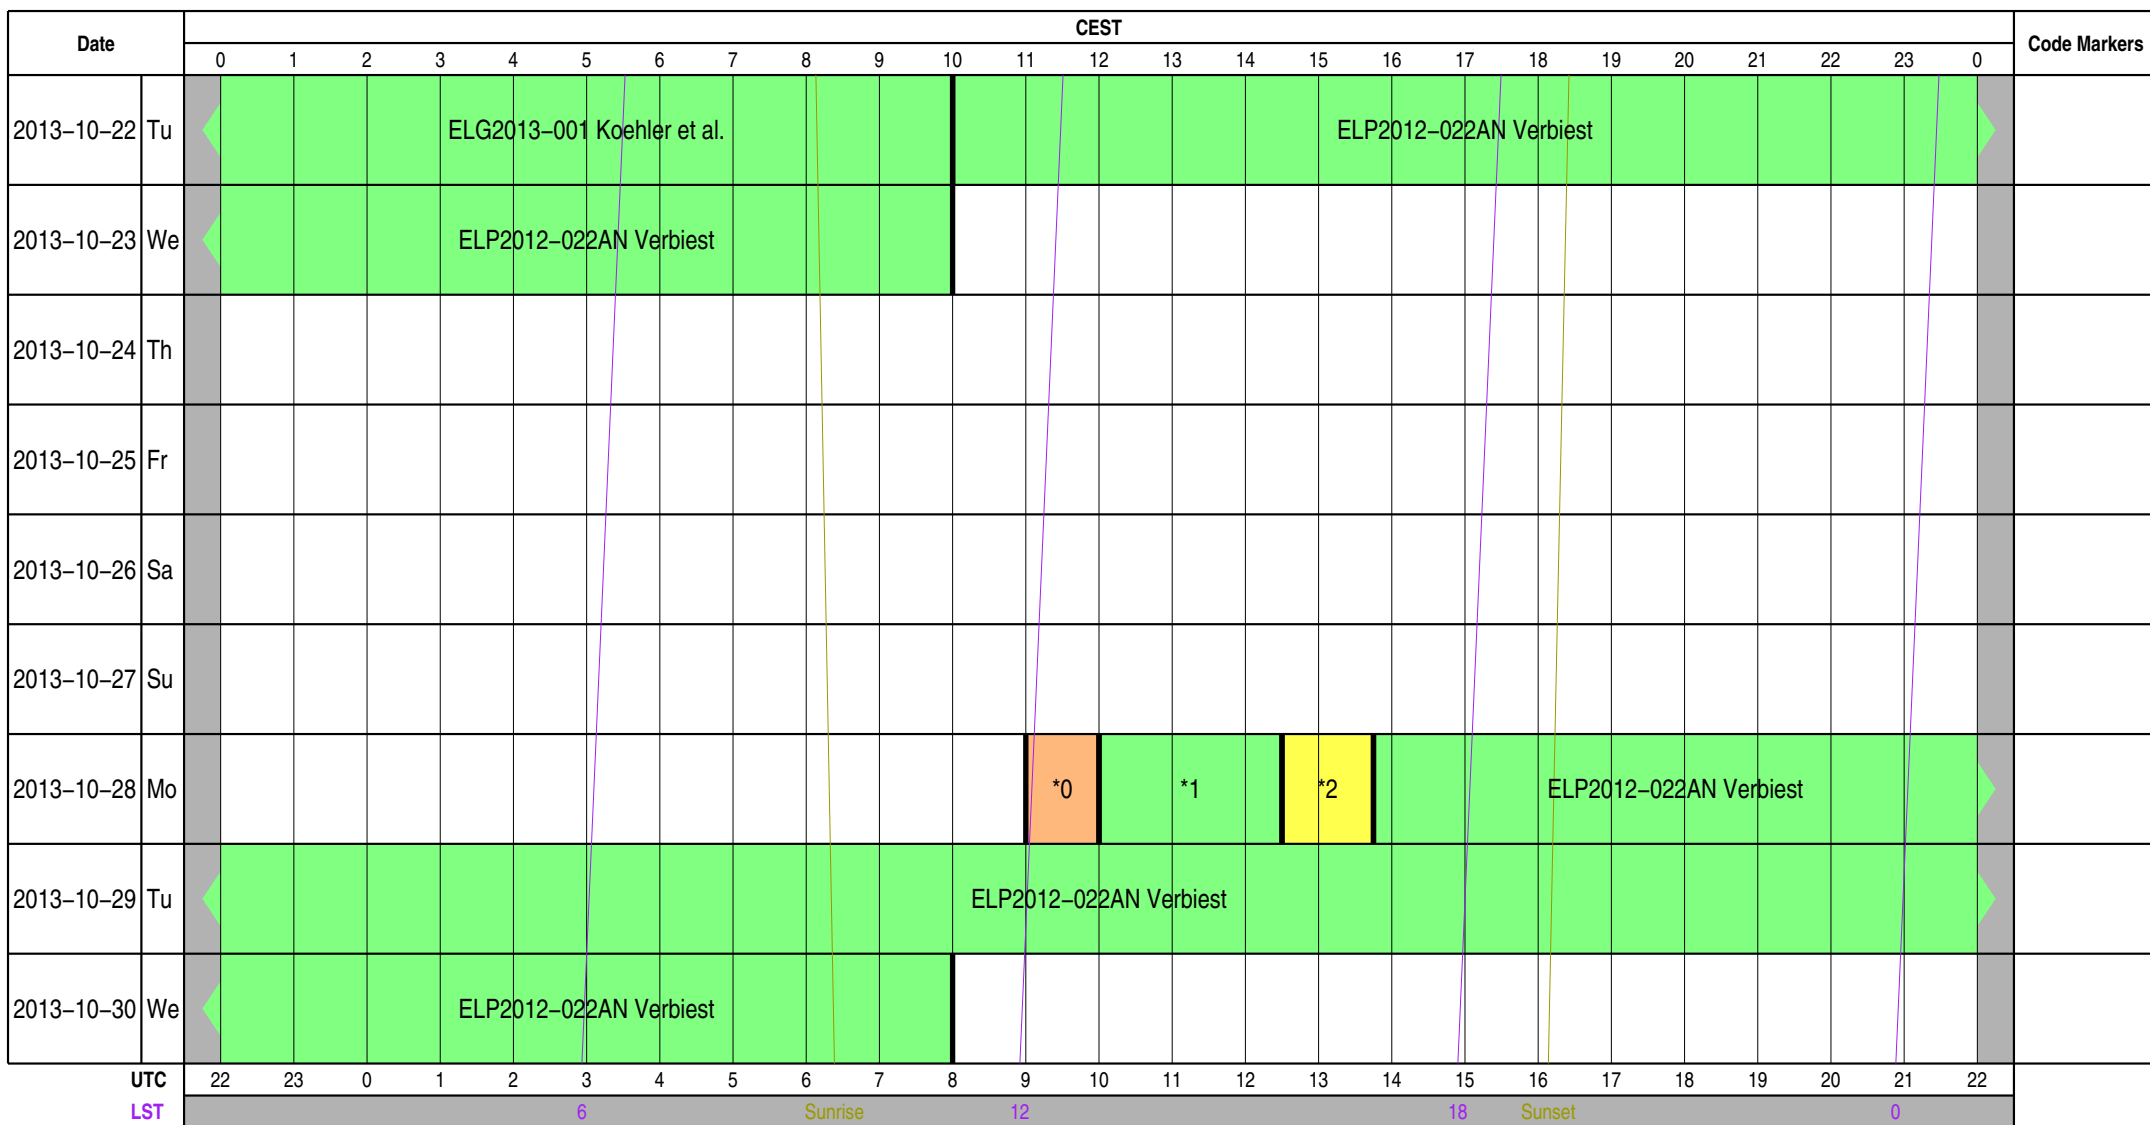 Date CEST Code Markers
0 1 2 3 4 5 6 7 8 9 10 11 12 13 14 15 16 17 18 19 20 21 22 23 0
2013−10−22 Tu ELG2013−001 Koehler et al. ELP2012−022AN Verbiest
2013−10−23 We ELP2012−022AN Verbiest
2013−10−24 Th
2013−10−25 Fr
2013−10−26 Sa
2013−10−27 Su
2013−10−28 Mo *0 *1 *2 ELP2012−022AN Verbiest
2013−10−29 Tu ELP2012−022AN Verbiest
2013−10−30 We ELP2012−022AN Verbiest
UTC 22 23 0 1 2 3 4 5 6 7 8 9 10 11 12 13 14 15 16 17 18 19 20 21 22
LST 6 Sunrise 12 18 Sunset 0